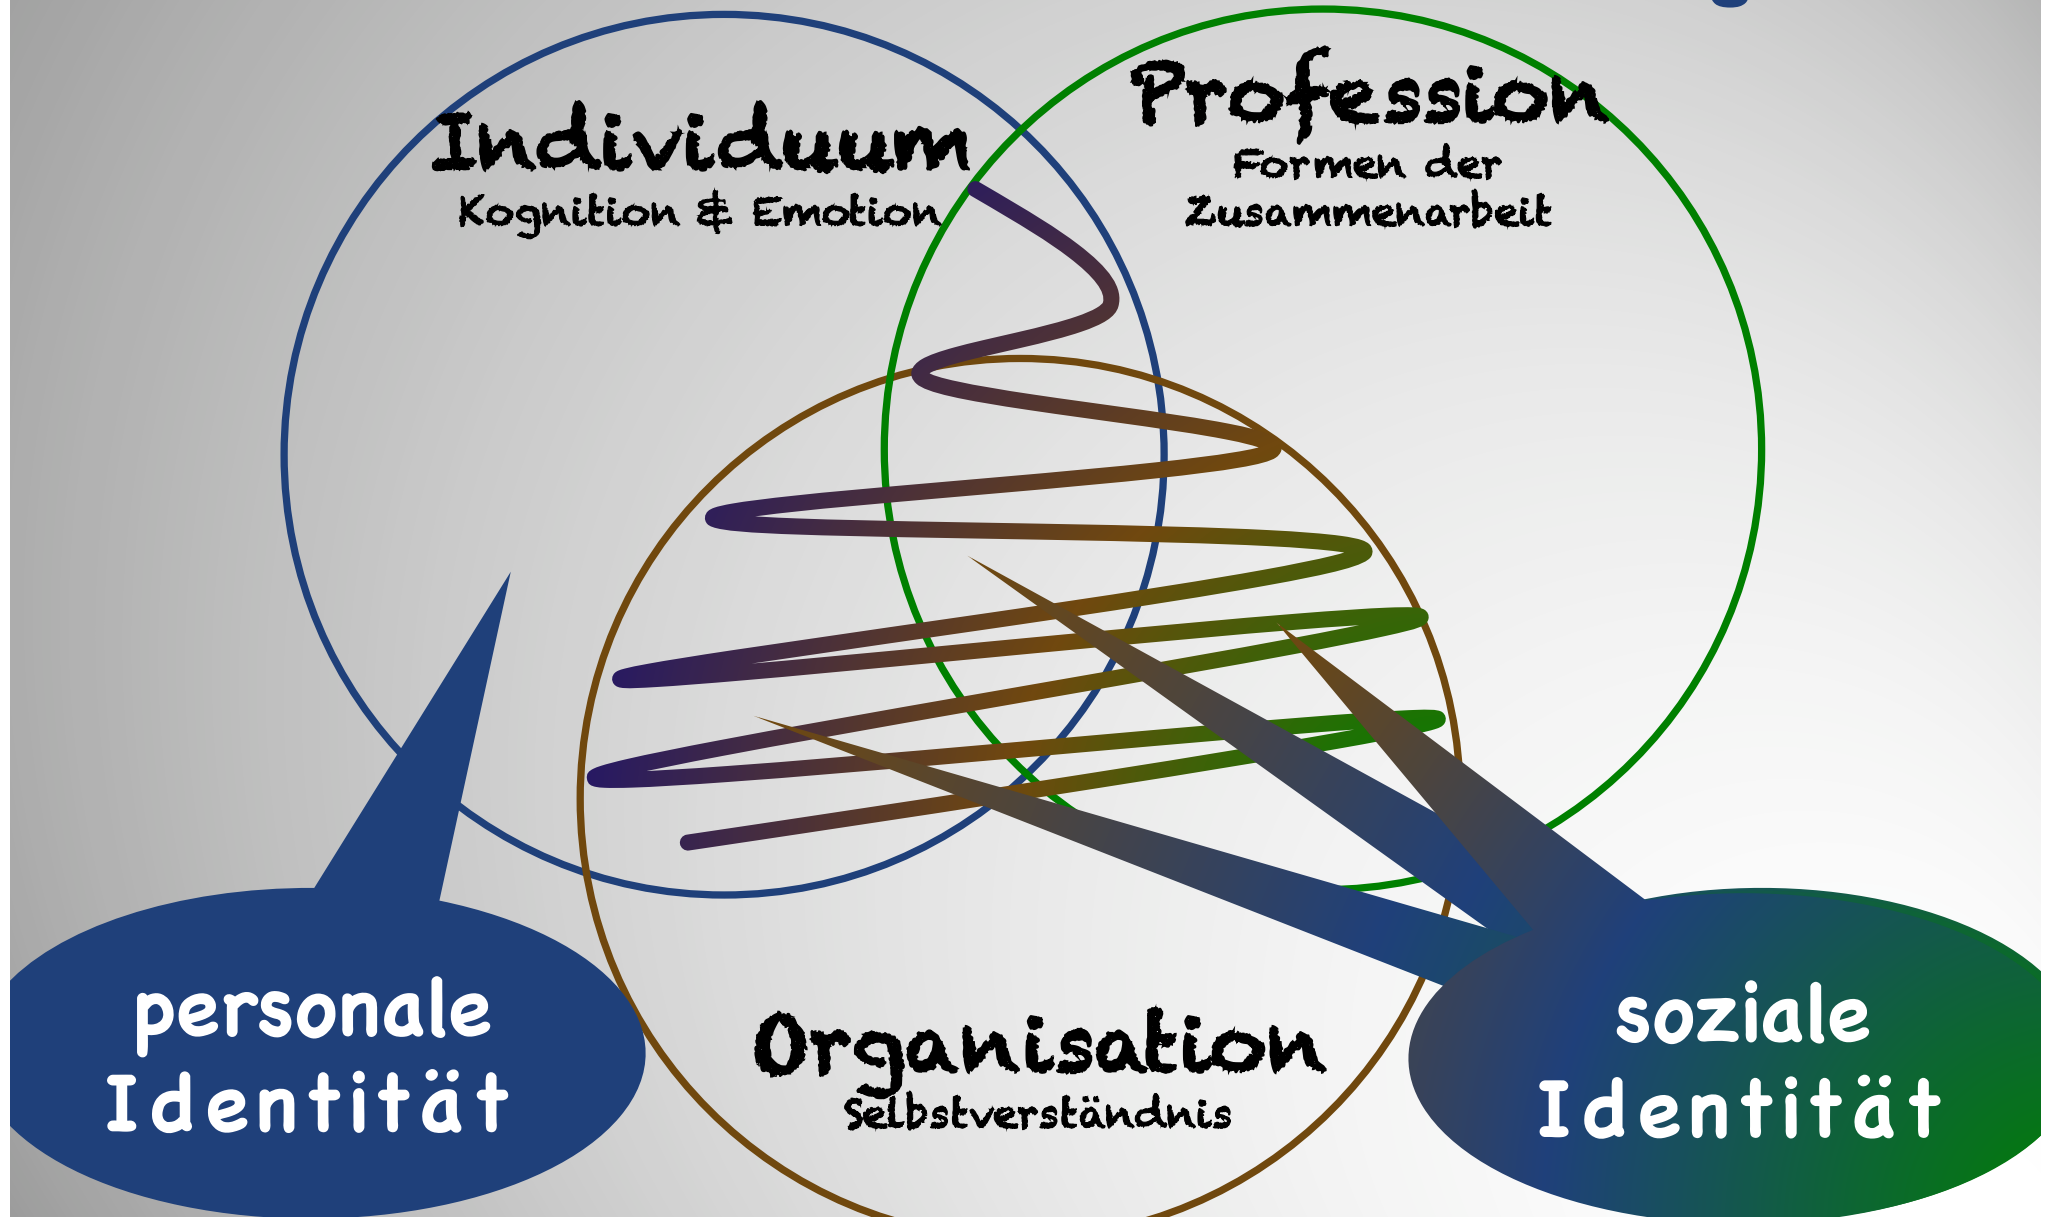 Individuum
Kognition & Emotion
Profession
Formen der
Zusammenarbeit
personale
Identität
Organisation
Selbstverständnis
soziale
Identität